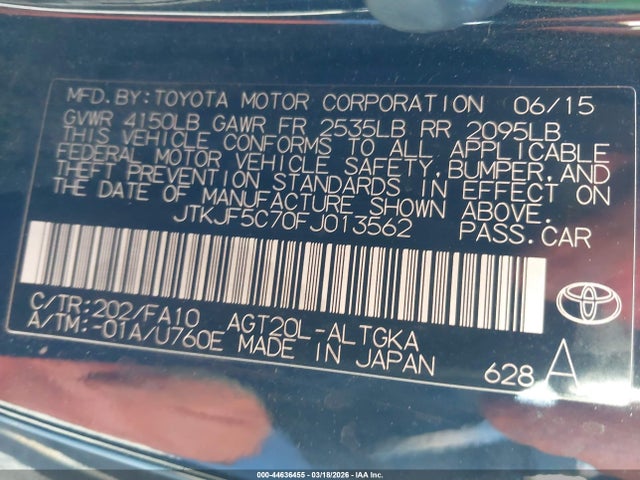 MFD.BY:TOYOTA MOTOR CORPORATION 06/15
GVWR 4150LB GAWR FR 2535LB RR 2095LB
THIS VEHICLE CONFORMS TO ALL APPLICABLE
FEDERAL MOTOR VEHICLE SAFETY,BUMPER,AND
THEFT PREVENTION STANDARDS IN EFFECT ON
THE DATE OF MANUFACTURE SHOWN ABOVE.
JTKJF5C70FJ013562 PASS.CAR
C/TR:202/FA10 AGT20L-ALTGKA
A/TM:-01A/U760E MADE IN JAPAN
628 A
000-44636455 - 03/18/2026 - IAA Inc.